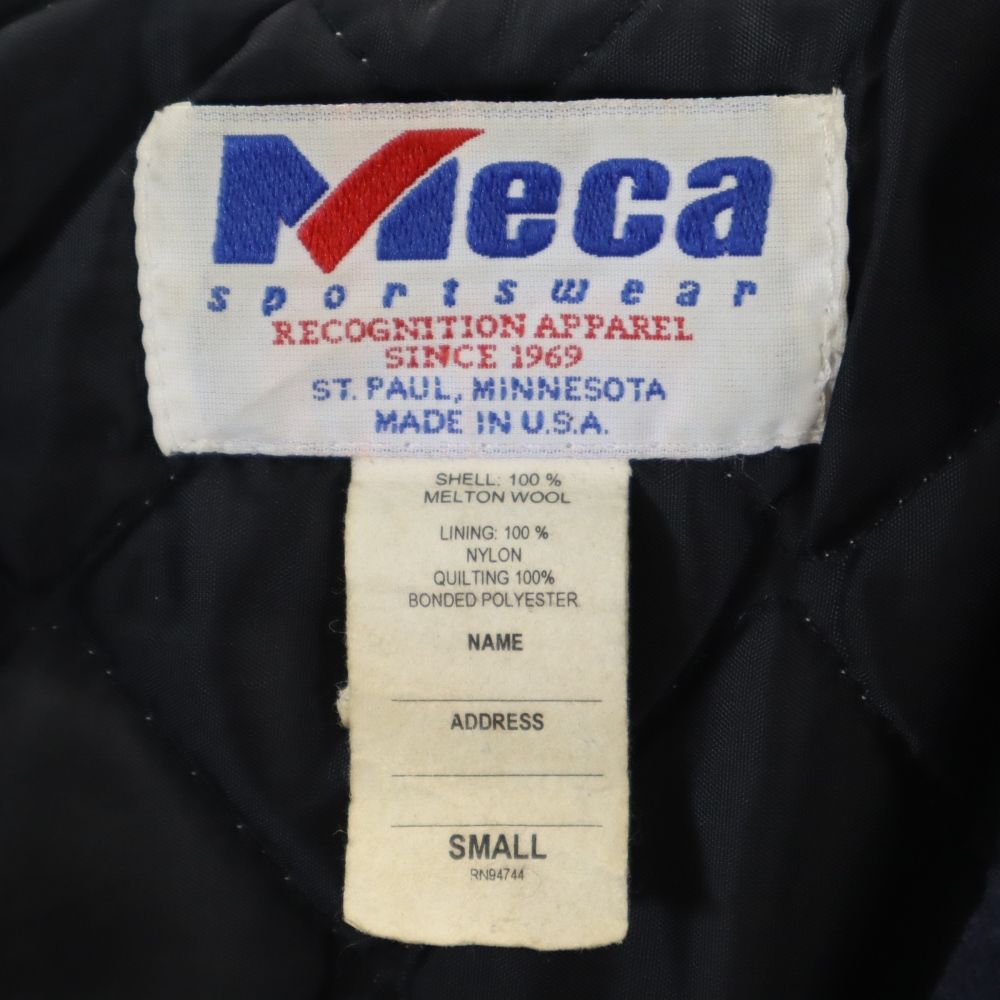 Meca
sportswear
RECOGNITION APPAREL
SINCE 1969
ST. PAUL, MINNESOTA
MADE IN U.S.A.
SHELL: 100 %
MELTON WOOL
LINING: 100 %
NYLON
QUILTING 100%
BONDED POLYESTER
NAME
ADDRESS
SMALL
RN94744